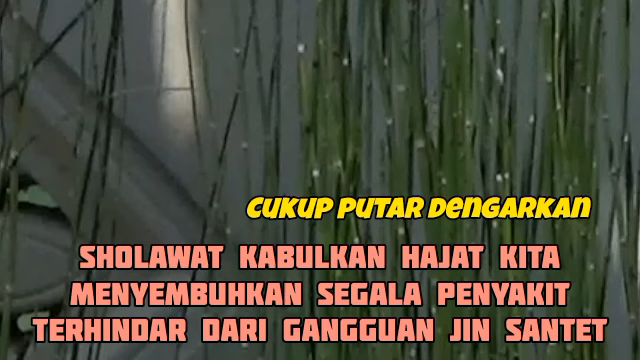 CUKUP PUTAR DENGARKAN
SHOLAWAT KABULKAN HAJAT KITA
MENYEMBUHKAN SEGALA PENYAKIT
TERHINDAR DARI GANGGUAN JIN SANTET